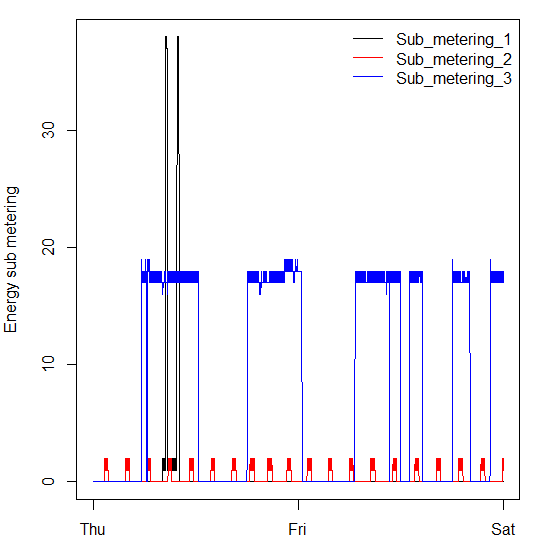 Sub_metering_1
Sub_metering_2
Sub_metering_3
Energy sub metering
30
20
10
0
Thu
Fri
Sat